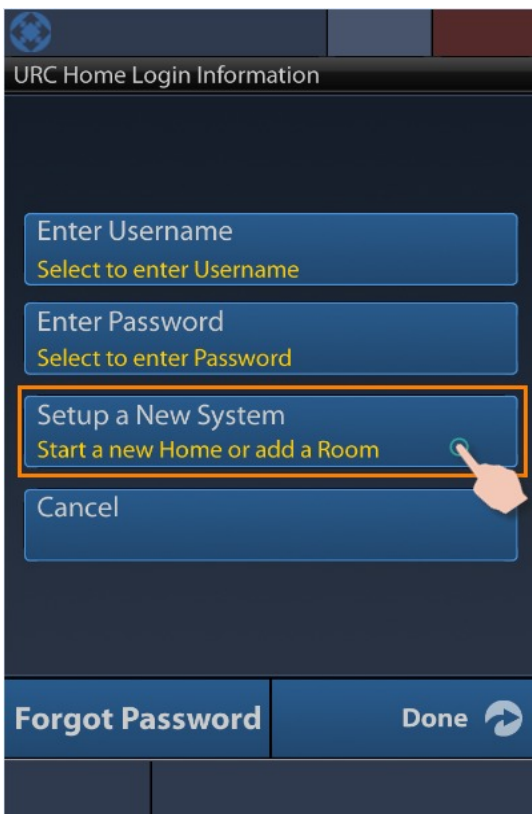 URC Home Login Information
Enter Username
Select to enter Username
Enter Password
Select to enter Password
Setup a New System
Start a new Home or add a Room
Cancel
Forgot Password
Done